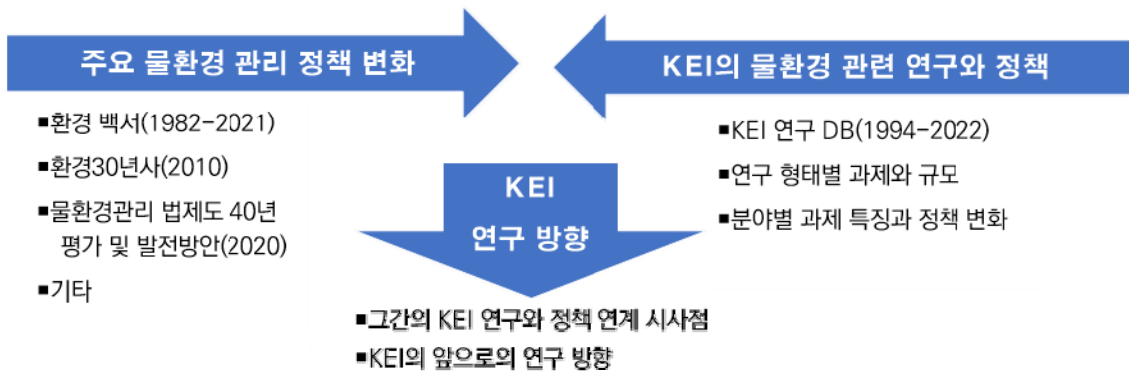 주요 물환경 관리 정책 변화
■환경 백서(1982-2021)
■환경30년사(2010)
■물환경관리 법제도 40년
평가 및 발전방안(2020)
■기타
KEI의 물환경 관련 연구와 정책
■KEI 연구 DB(1994-2022)
■연구 형태별 과제와 규모
■분야별 과제 특징과 정책 변화
KEI
연구 방향
■그간의 KEI 연구와 정책 연계 시사점
■KEI의 앞으로의 연구 방향